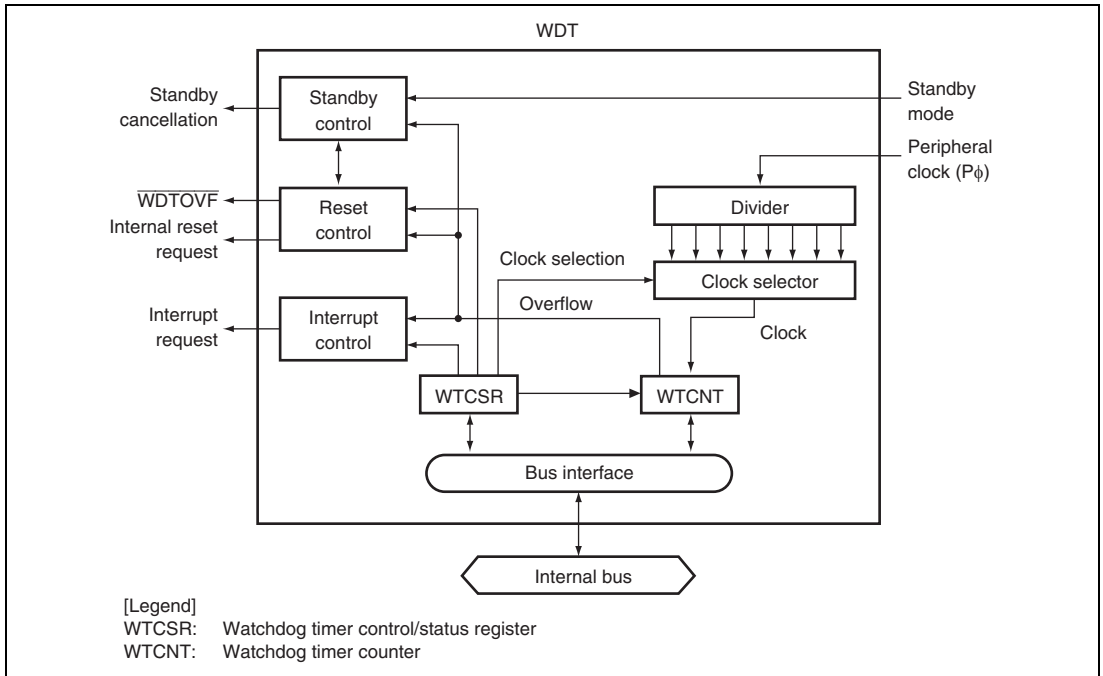 WDT
Standby
cancellation
Standby
control
Standby
mode
Peripheral
clock (Pϕ)
WDTOVF
Internal reset
request
Reset
control
Divider
Clock selection
Clock selector
Overflow
Interrupt
request
Interrupt
control
Clock
WTCSR
WTCNT
Bus interface
Internal bus
[Legend]
WTCSR: Watchdog timer control/status register
WTCNT: Watchdog timer counter